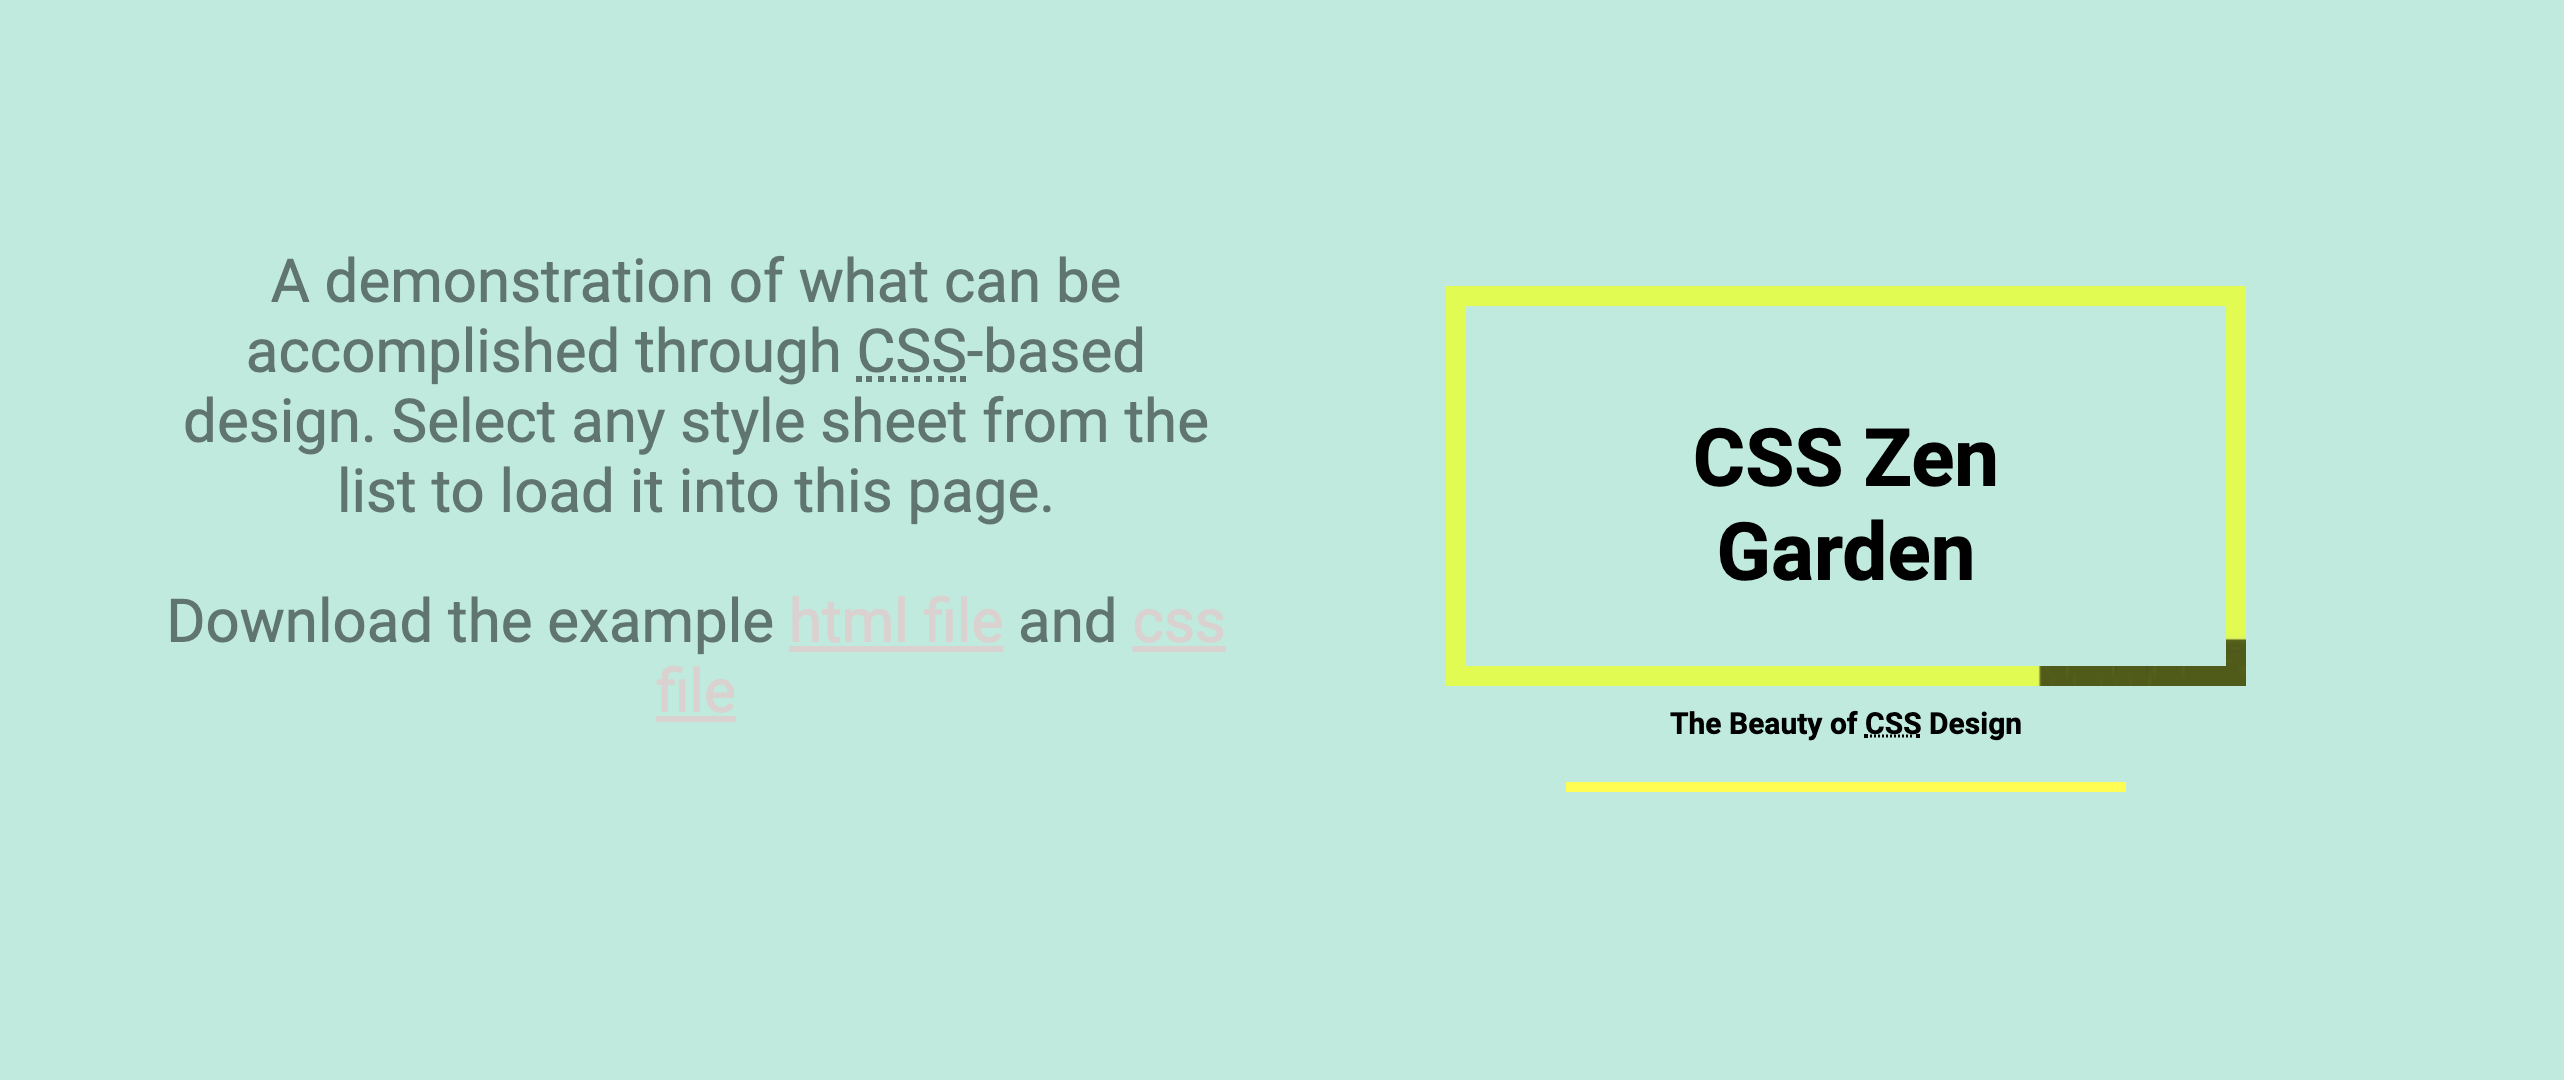 A demonstration of what can be
accomplished through CSS-based
design. Select any style sheet from the
list to load it into this page.
Download the example html file and css
file
CSS Zen
Garden
The Beauty of CSS Design